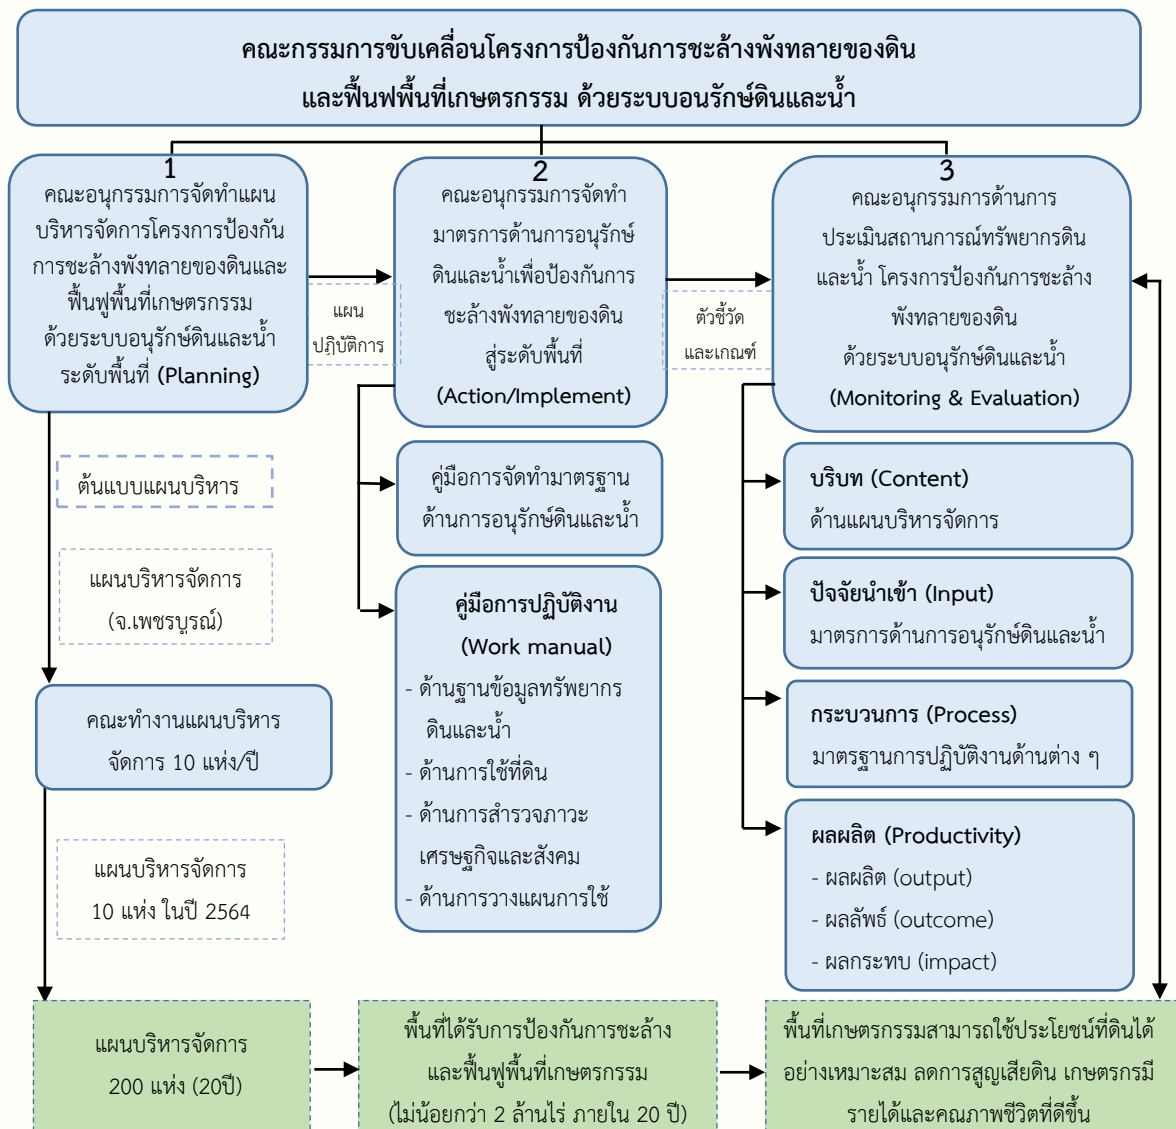 คณะกรรมการขับเคลื่อนโครงการป้องกันการชะล้างพังทลายของดิน
และฟื้นฟพื้นที่เกษตรกรรม ด้วยระบบอนรักษ์ดินและน้ำ
1
คณะอนุกรรมการจัดทำแผน
บริหารจัดการโครงการป้องกัน
การชะล้างพังทลายของดินและ
ฟื้นฟูพื้นที่เกษตรกรรม
ด้วยระบบอนุรักษ์ดินและน้ำ
ระดับพื้นที่ (Planning)
แผน
ปฏิบัติการ
2
คณะอนุกรรมการจัดทำ
มาตรการด้านการอนุรักษ์
ดินและน้ำเพื่อป้องกันการ
ชะล้างพังทลายของดิน
สู่ระดับพื้นที่
(Action/Implement)
ตัวชี้วัด
และเกณฑ์
3
คณะอนุกรรมการด้านการ
ประเมินสถานการณ์ทรัพยากรดิน
และน้ำ โครงการป้องกันการชะล้าง
พังทลายของดิน
ด้วยระบบอนุรักษ์ดินและน้ำ
(Monitoring & Evaluation)
ต้นแบบแผนบริหาร
แผนบริหารจัดการ
(จ.เพชรบูรณ์)
คณะทำงานแผนบริหาร
จัดการ 10 แห่ง/ปี
แผนบริหารจัดการ
10 แห่ง ในปี 2564
คู่มือการจัดทำมาตรฐาน
ด้านการอนุรักษ์ดินและน้ำ
คู่มือการปฏิบัติงาน
(Work manual)
- ด้านฐานข้อมูลทรัพยากร
ดินและน้ำ
- ด้านการใช้ที่ดิน
- ด้านการสำรวจภาวะ
เศรษฐกิจและสังคม
- ด้านการวางแผนการใช้
บริบท (Content)
ด้านแผนบริหารจัดการ
ปัจจัยนำเข้า (Input)
มาตรการด้านการอนุรักษ์ดินและน้ำ
กระบวนการ (Process)
มาตรฐานการปฏิบัติงานด้านต่าง ๆ
ผลผลิต (Productivity)
- ผลผลิต (output)
- ผลลัพธ์ (outcome)
- ผลกระทบ (impact)
แผนบริหารจัดการ
200 แห่ง (20ปี)
พื้นที่ได้รับการป้องกันการชะล้าง
และฟื้นฟูพื้นที่เกษตรกรรม
(ไม่น้อยกว่า 2 ล้านไร่ ภายใน 20 ปี)
พื้นที่เกษตรกรรมสามารถใช้ประโยชน์ที่ดินได้
อย่างเหมาะสม ลดการสูญเสียดิน เกษตรกรมี
รายได้และคณภาพชีวิตที่ดีขึ้น